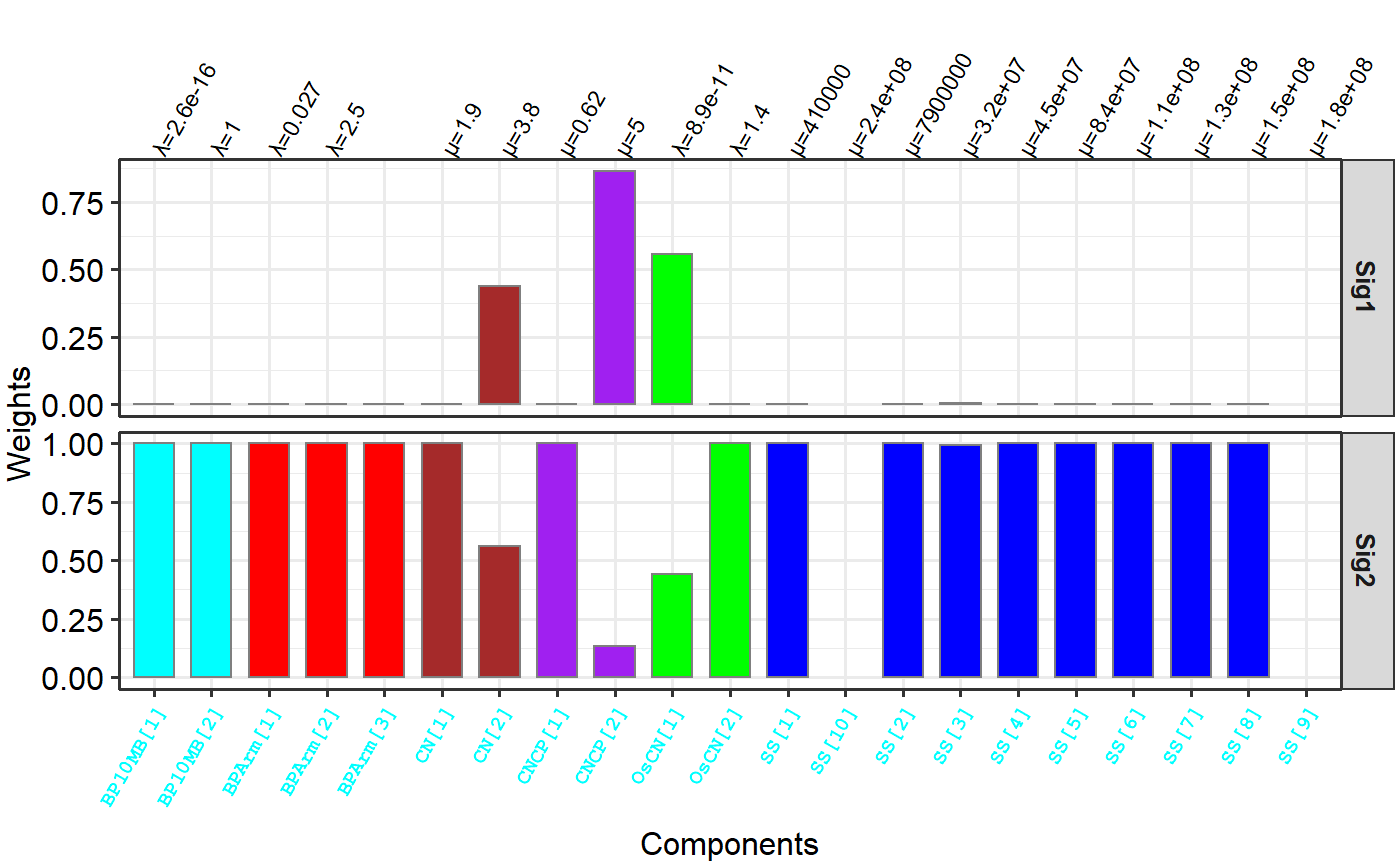 λ=2.6e-16
λ=1
λ=0.027
λ=2.5
μ=1.9
μ=3.8
μ=0.62
μ=5
λ=8.9e-11
λ=1.4
μ=410000
μ=2.4e+08
μ=7900000
μ=3.2e+07
μ=4.5e+07
μ=8.4e+07
μ=1.1e+08
μ=1.3e+08
μ=1.5e+08
μ=1.8e+08
Weights
0.75
0.50
0.25
0.00
Sig1
1.00
0.75
0.50
0.25
0.00
Sig2
BP10MB[1]
BP10MB[2]
BPArm[1]
BPArm[2]
BPArm[3]
CN[1]
CN[2]
CNCP[1]
CNCP[2]
OsCN[1]
OsCN[2]
SS[1]
SS[10]
SS[2]
SS[3]
SS[4]
SS[5]
SS[6]
SS[7]
SS[8]
SS[9]
Components